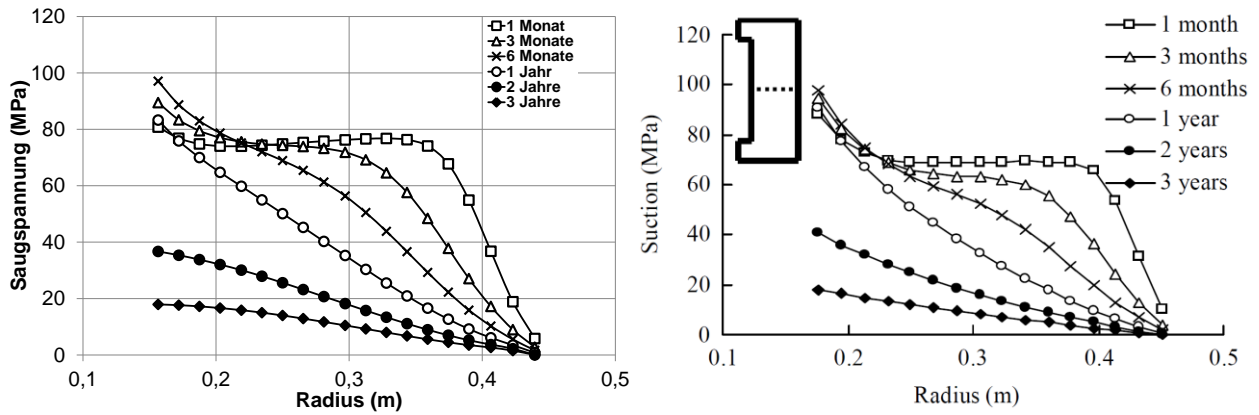 120
100
80
60
40
20
0
Saugspannung (MPa)
0,1
0,2
0,3
0,4
0,5
Radius (m)
1 Monat
3 Monate
6 Monate
1 Jahr
2 Jahre
3 Jahre
120
100
80
60
40
20
0
Suction (MPa)
0.1
0.2
0.3
0.4
0.5
Radius (m)
1 month
3 months
6 months
1 year
2 years
3 years